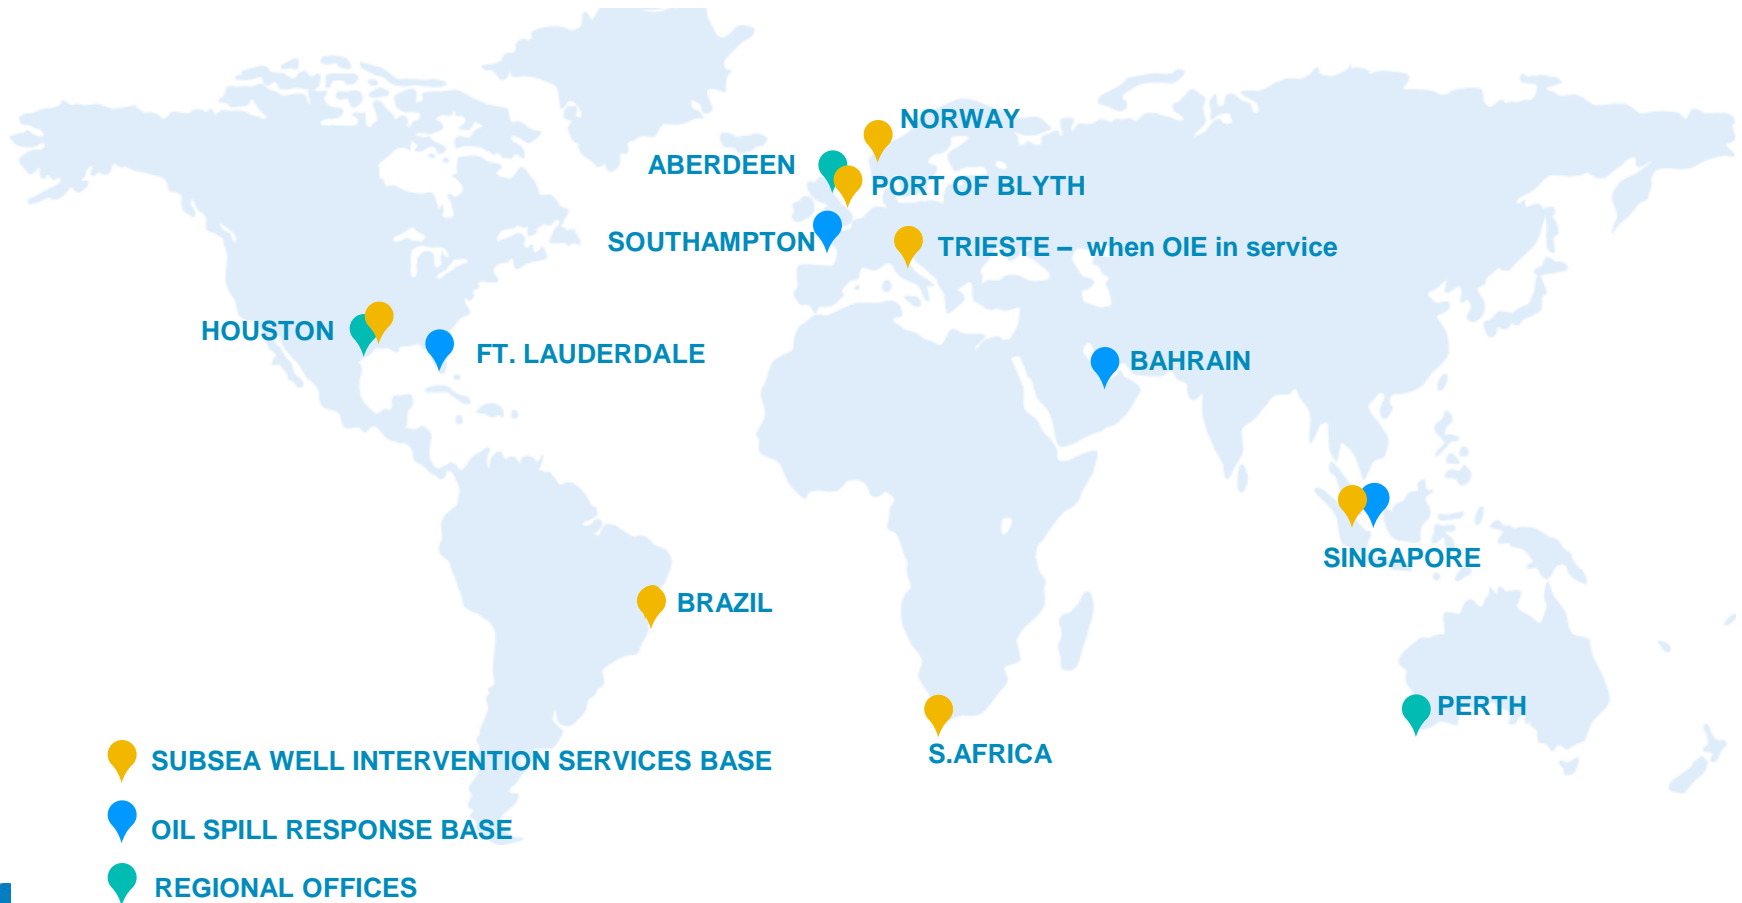 NORWAY
ABERDEEN
PORT OF BLYTH
SOUTHAMPTON
TRIESTE – when OIE in service
HOUSTON
FT. LAUDERDALE
BAHRAIN
SINGAPORE
BRAZIL
PERTH
S.AFRICA
SUBSEA WELL INTERVENTION SERVICES BASE
OIL SPILL RESPONSE BASE
REGIONAL OFFICES